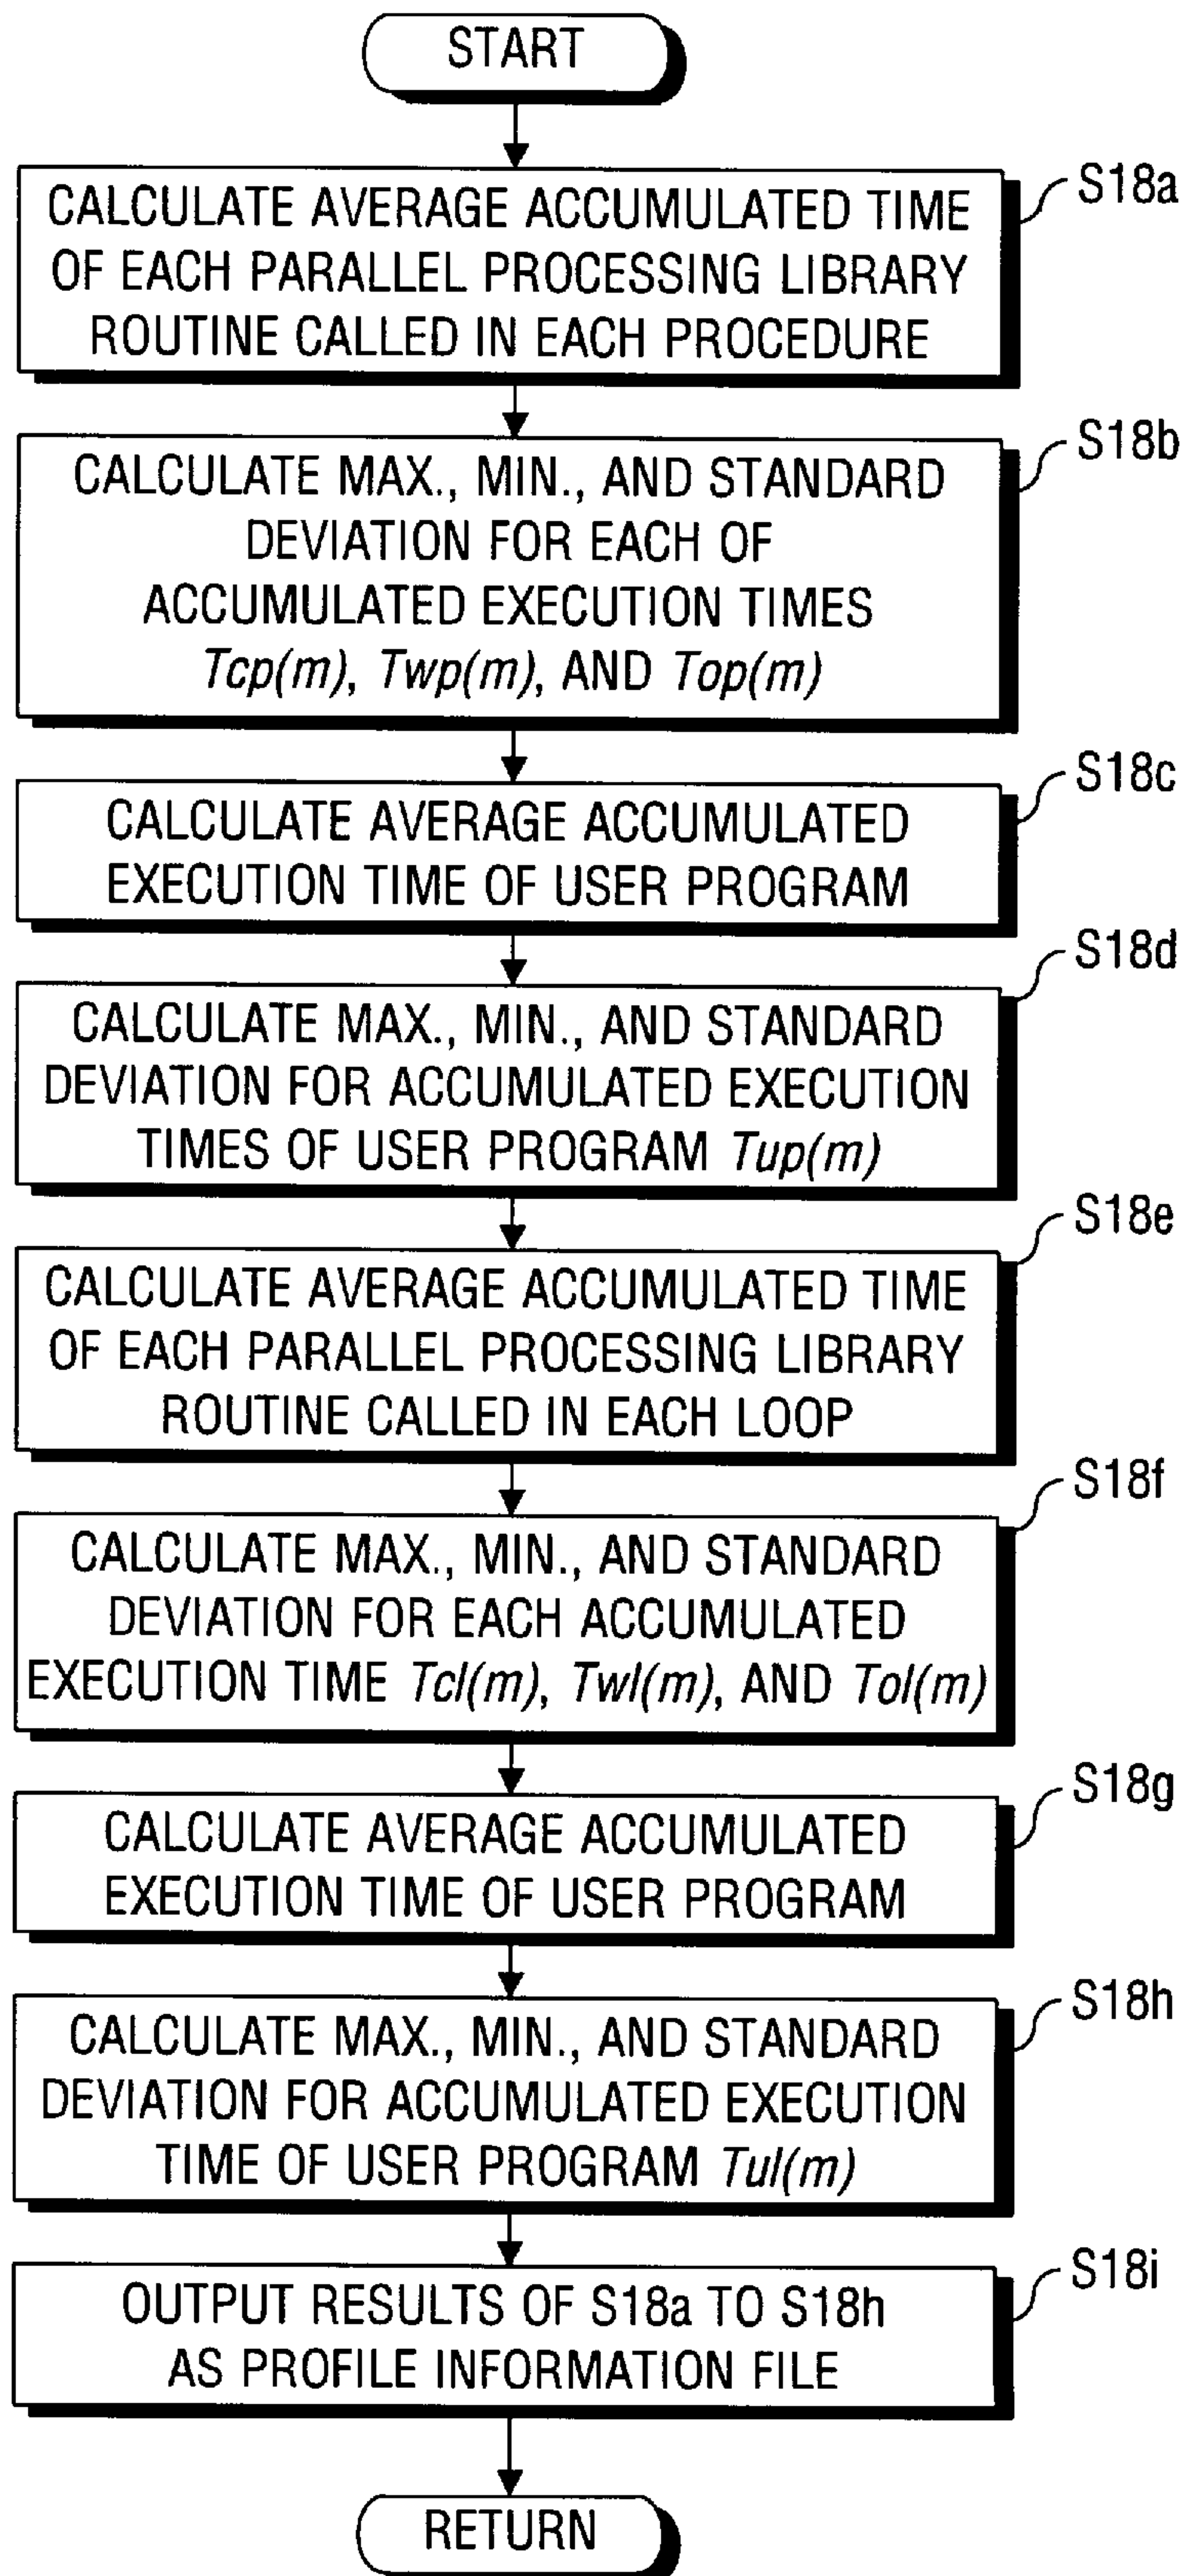 START
S18a
CALCULATE AVERAGE ACCUMULATED TIME
OF EACH PARALLEL PROCESSING LIBRARY
ROUTINE CALLED IN EACH PROCEDURE
S18b
CALCULATE MAX., MIN., AND STANDARD
DEVIATION FOR EACH OF
ACCUMULATED EXECUTION TIMES
Tcp(m), Twp(m), AND Top(m)
S18c
CALCULATE AVERAGE ACCUMULATED
EXECUTION TIME OF USER PROGRAM
S18d
CALCULATE MAX., MIN., AND STANDARD
DEVIATION FOR ACCUMULATED EXECUTION
TIMES OF USER PROGRAM Tup(m)
S18e
CALCULATE AVERAGE ACCUMULATED TIME
OF EACH PARALLEL PROCESSING LIBRARY
ROUTINE CALLED IN EACH LOOP
S18f
CALCULATE MAX., MIN., AND STANDARD
DEVIATION FOR EACH ACCUMULATED
EXECUTION TIME Tcl(m), Twl(m), AND Tol(m)
S18g
CALCULATE AVERAGE ACCUMULATED
EXECUTION TIME OF USER PROGRAM
S18h
CALCULATE MAX., MIN., AND STANDARD
DEVIATION FOR ACCUMULATED EXECUTION
TIME OF USER PROGRAM Tul(m)
S18i
OUTPUT RESULTS OF S18a TO S18h
AS PROFILE INFORMATION FILE
RETURN